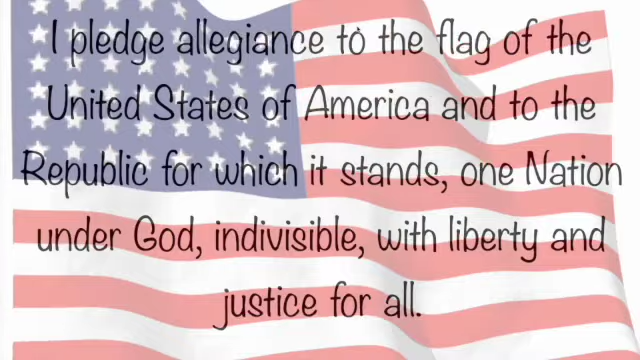 I pledge allegiance to the flag of the
United States of America and to the
Republic for which it stands, one Nation
under God, indivisible, with liberty and
justice for all.